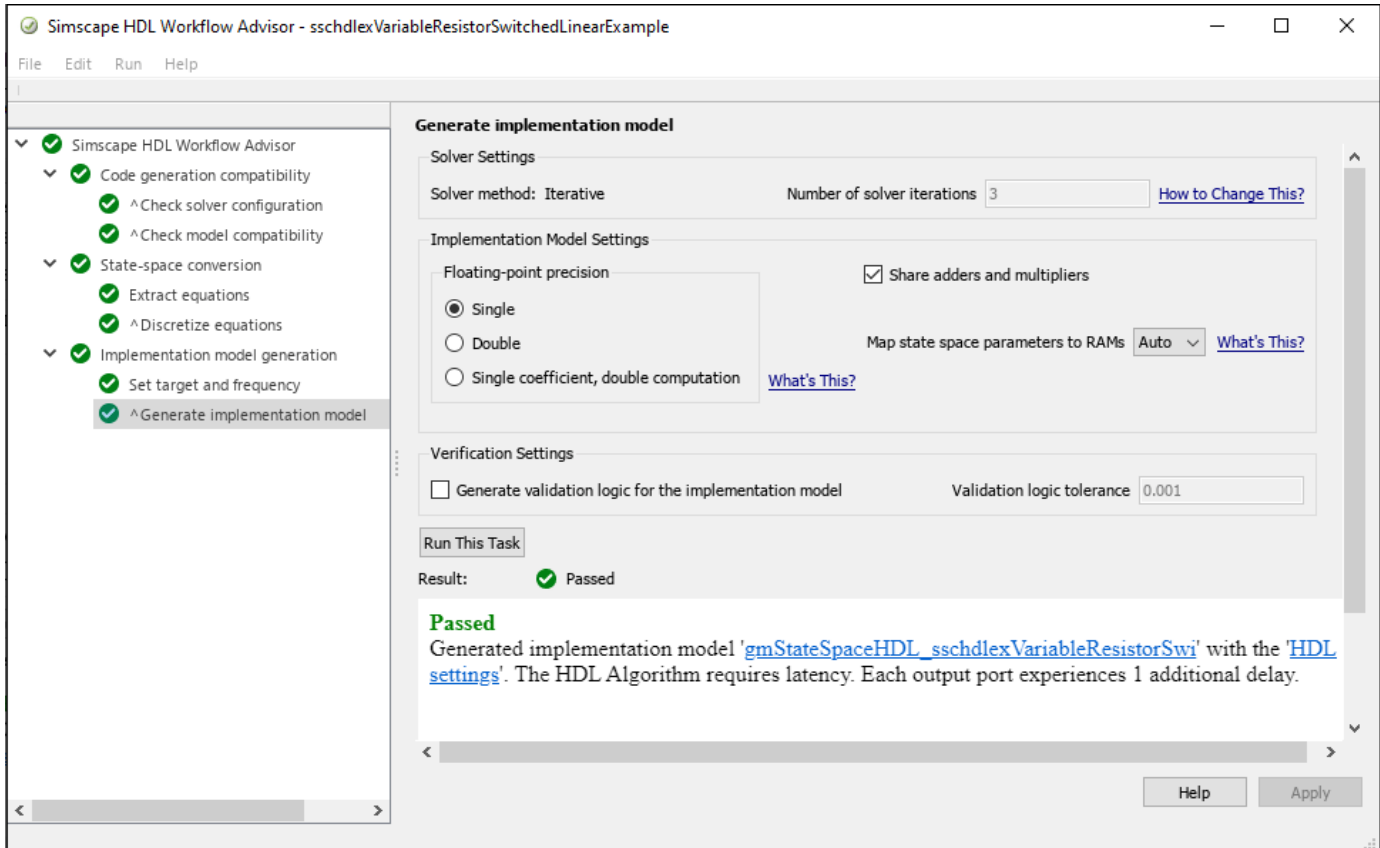 Simscape HDL Workflow Advisor - sschdlexVariableResistorSwitchedLinearExample
File Edit Run Help
Simscape HDL Workflow Advisor
Code generation compatibility
^Check solver configuration
^Check model compatibility
State-space conversion
Extract equations
^Discretize equations
Implementation model generation
Set target and frequency
^Generate implementation model
Generate implementation model
Solver Settings
Solver method: Iterative Number of solver iterations 3 How to Change This?
Implementation Model Settings
Floating-point precision
Single
Double
Single coefficient, double computation What's This?
Share adders and multipliers
Map state space parameters to RAMs Auto What's This?
Verification Settings
Generate validation logic for the implementation model Validation logic tolerance 0.001
Run This Task
Result: Passed
Passed
Generated implementation model 'gmStateSpaceHDL_sschdlexVariableResistorSwi' with the 'HDL
settings'. The HDL Algorithm requires latency. Each output port experiences 1 additional delay.
Help Apply